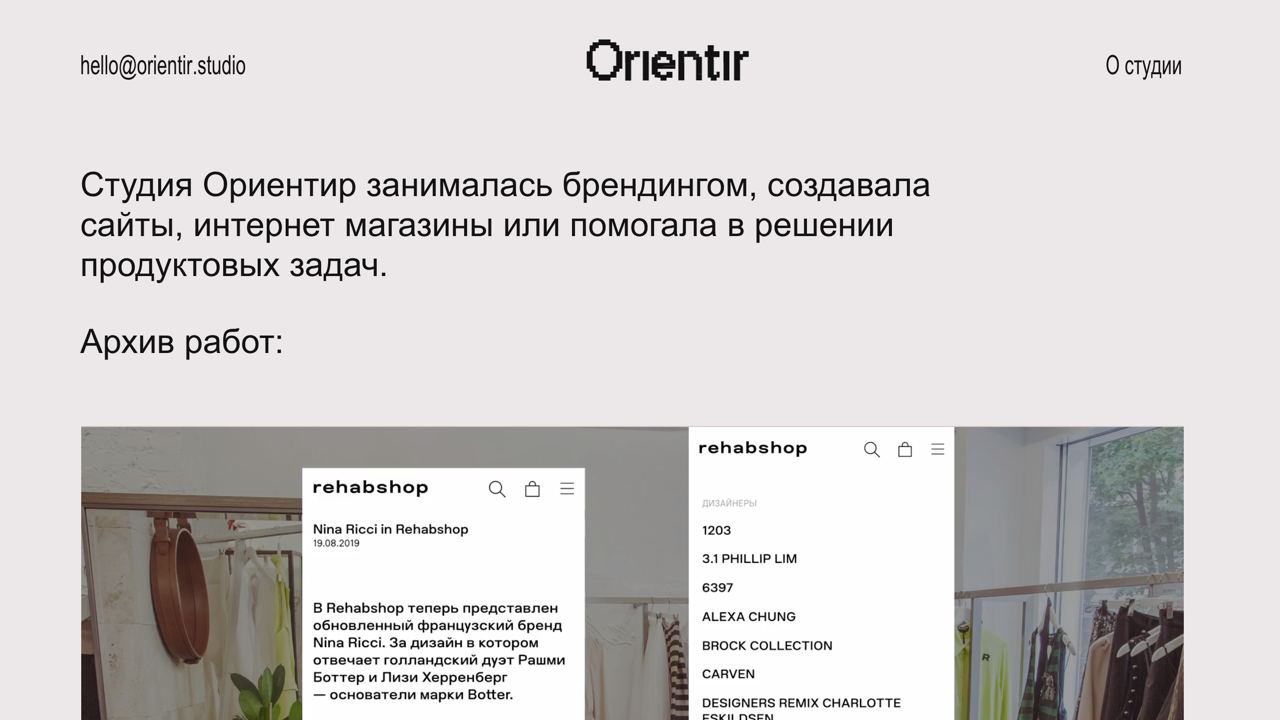 hello@orientir.studio
Orientir
О студии
Студия Ориентир занималась брендингом, создавала
сайты, интернет магазины или помогала в решении
продуктовых задач.
Архив работ:
rehabshop
Nina Ricci in Rehabshop
19.08.2019
В Rehabshop теперь представлен
обновленный французский бренд
Nina Ricci. За дизайн в котором
отвечает голландский дуэт Рашми
Боттер и Лизи Херренберг
— основатели марки Botter.
rehabshop
ДИЗАЙНЕРЫ
1203
3.1 PHILLIP LIM
6397
ALEXA CHUNG
BROCK COLLECTION
CARVEN
DESIGNERS REMIX CHARLOTTE
ESKILDSEN